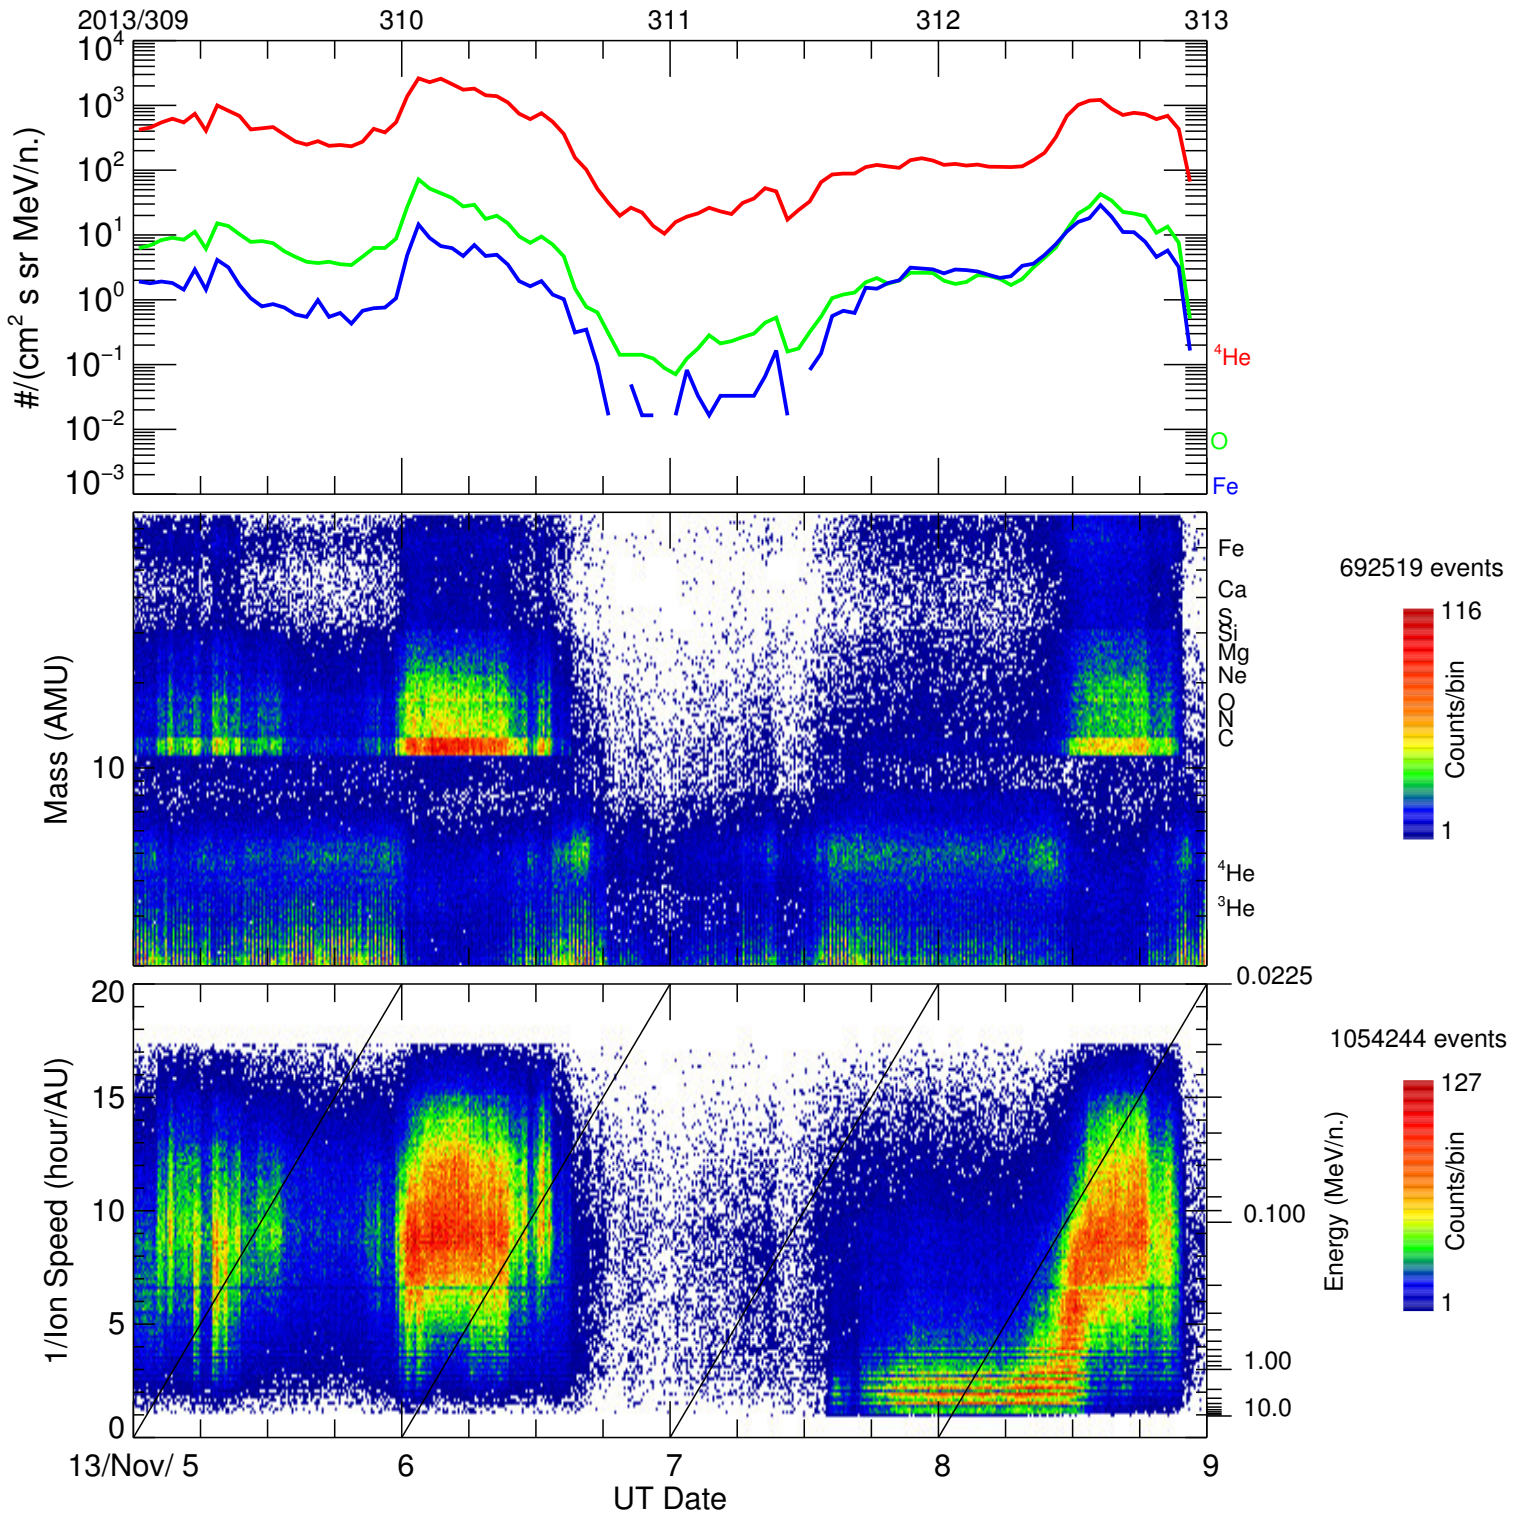 2013/309 310 311 312 313
10⁴
10³
10²
10¹
10⁰
10⁻¹
10⁻²
10⁻³
#/(cm² s sr MeV/n.)
⁴He
O
Fe
Mass (AMU)
10
Fe
Ca
S
Si
Mg
Ne
O
N
C
⁴He
³He
692519 events
116
Counts/bin
1
20
15
10
5
0
1/Ion Speed (hour/AU)
0.0225
0.100
1.00
10.0
Energy (MeV/n.)
1054244 events
127
Counts/bin
1
13/Nov/ 5 6 7 8 9
UT Date